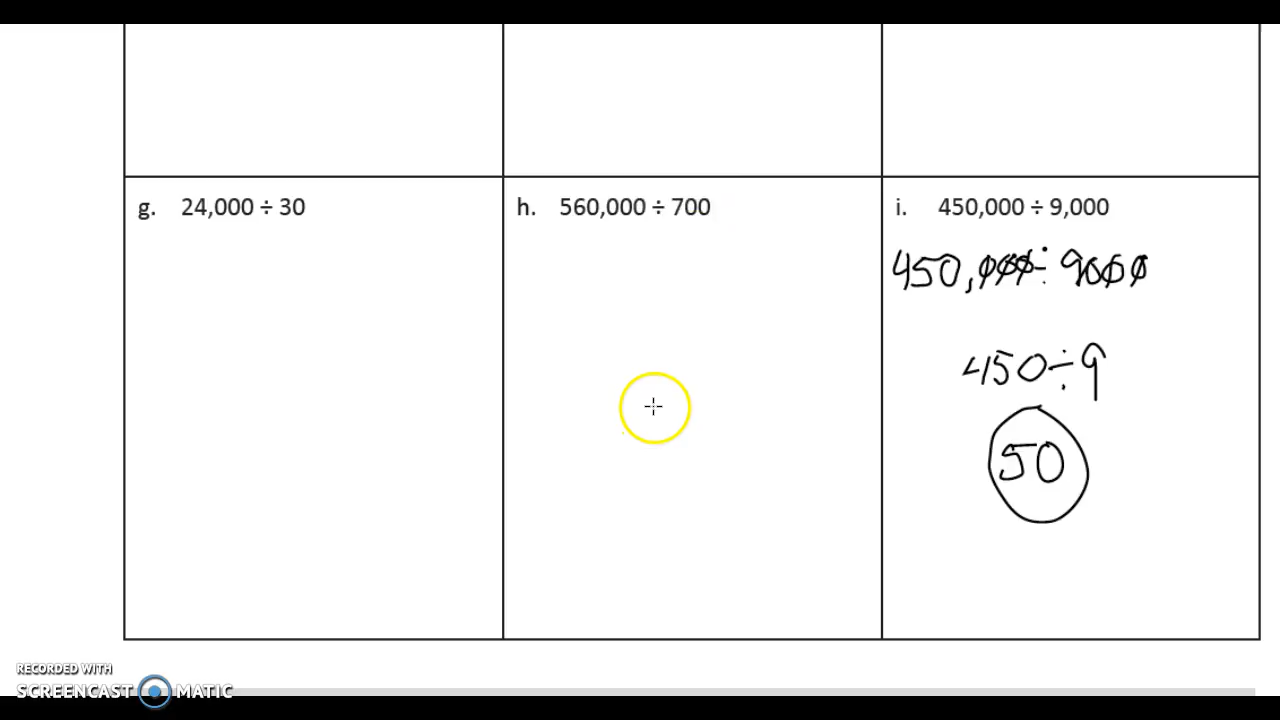 g. 24,000 ÷ 30
h. 560,000 ÷ 700
i. 450,000 ÷ 9,000
450,000 ÷ 9000
450 ÷ 9
50
RECORDED WITH
SCREENCAST MATIC